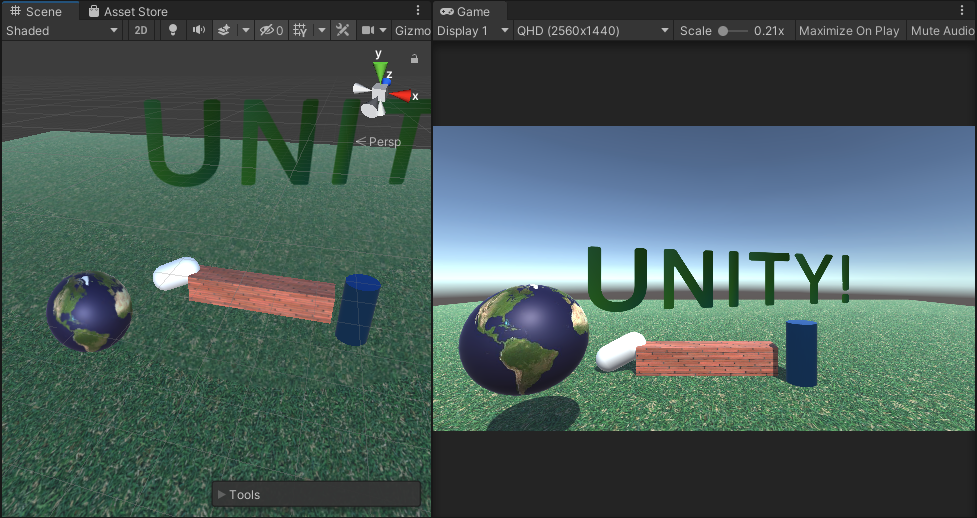 Scene
Asset Store
Shaded
2D
0
Gizmo
y
z
x
Persp
UNIT
Tools
Game
Display 1
QHD (2560x1440)
Scale
0.21x
Maximize On Play
Mute Audio
UNITY!